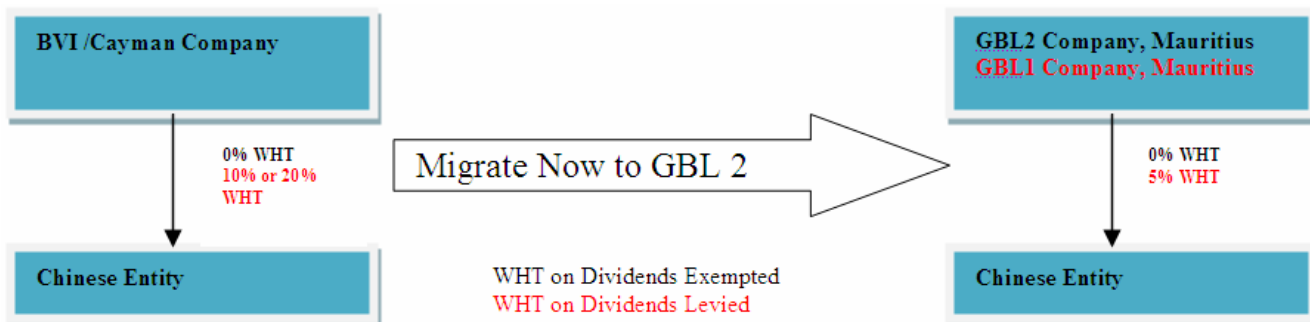 BVI /Cayman Company
0% WHT
10% or 20%
WHT
Chinese Entity
Migrate Now to GBL 2
WHT on Dividends Exempted
WHT on Dividends Levied
GBL2 Company, Mauritius
GBL1 Company, Mauritius
0% WHT
5% WHT
Chinese Entity